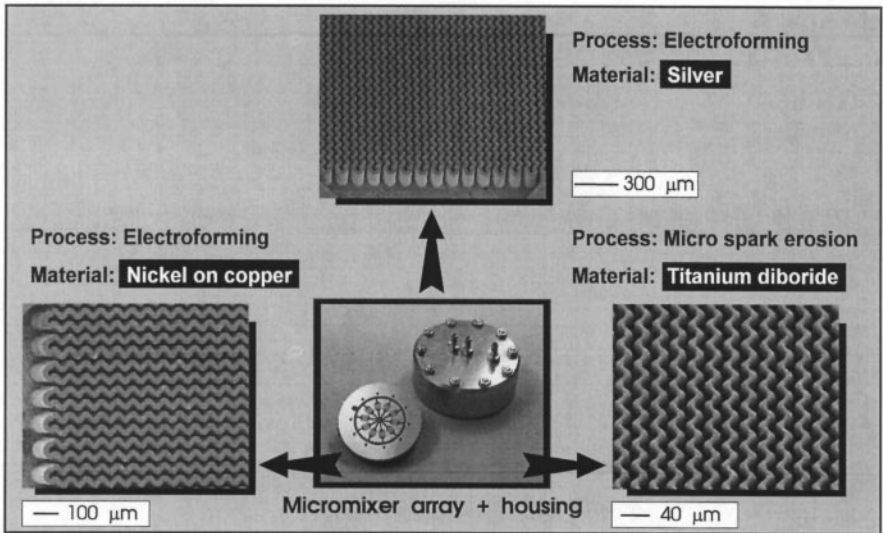 Process: Electroforming
Material: Silver
300 μm
Process: Electroforming
Material: Nickel on copper
100 μm
Process: Micro spark erosion
Material: Titanium diboride
40 μm
Micromixer array + housing